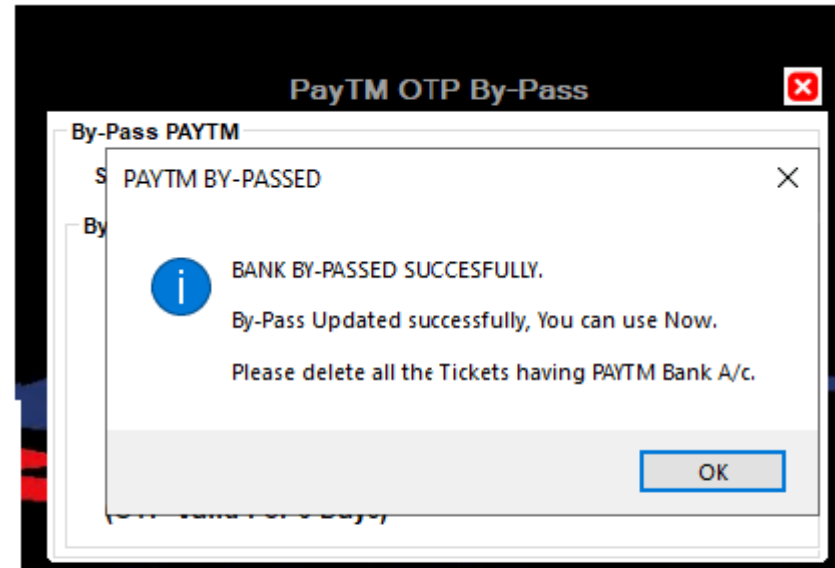 PayTM OTP By-Pass
By-Pass PAYTM
S
PAYTM BY-PASSED
By
BANK BY-PASSED SUCCESFULLY.
By-Pass Updated successfully, You can use Now.
Please delete all the Tickets having PAYTM Bank A/c.
OK